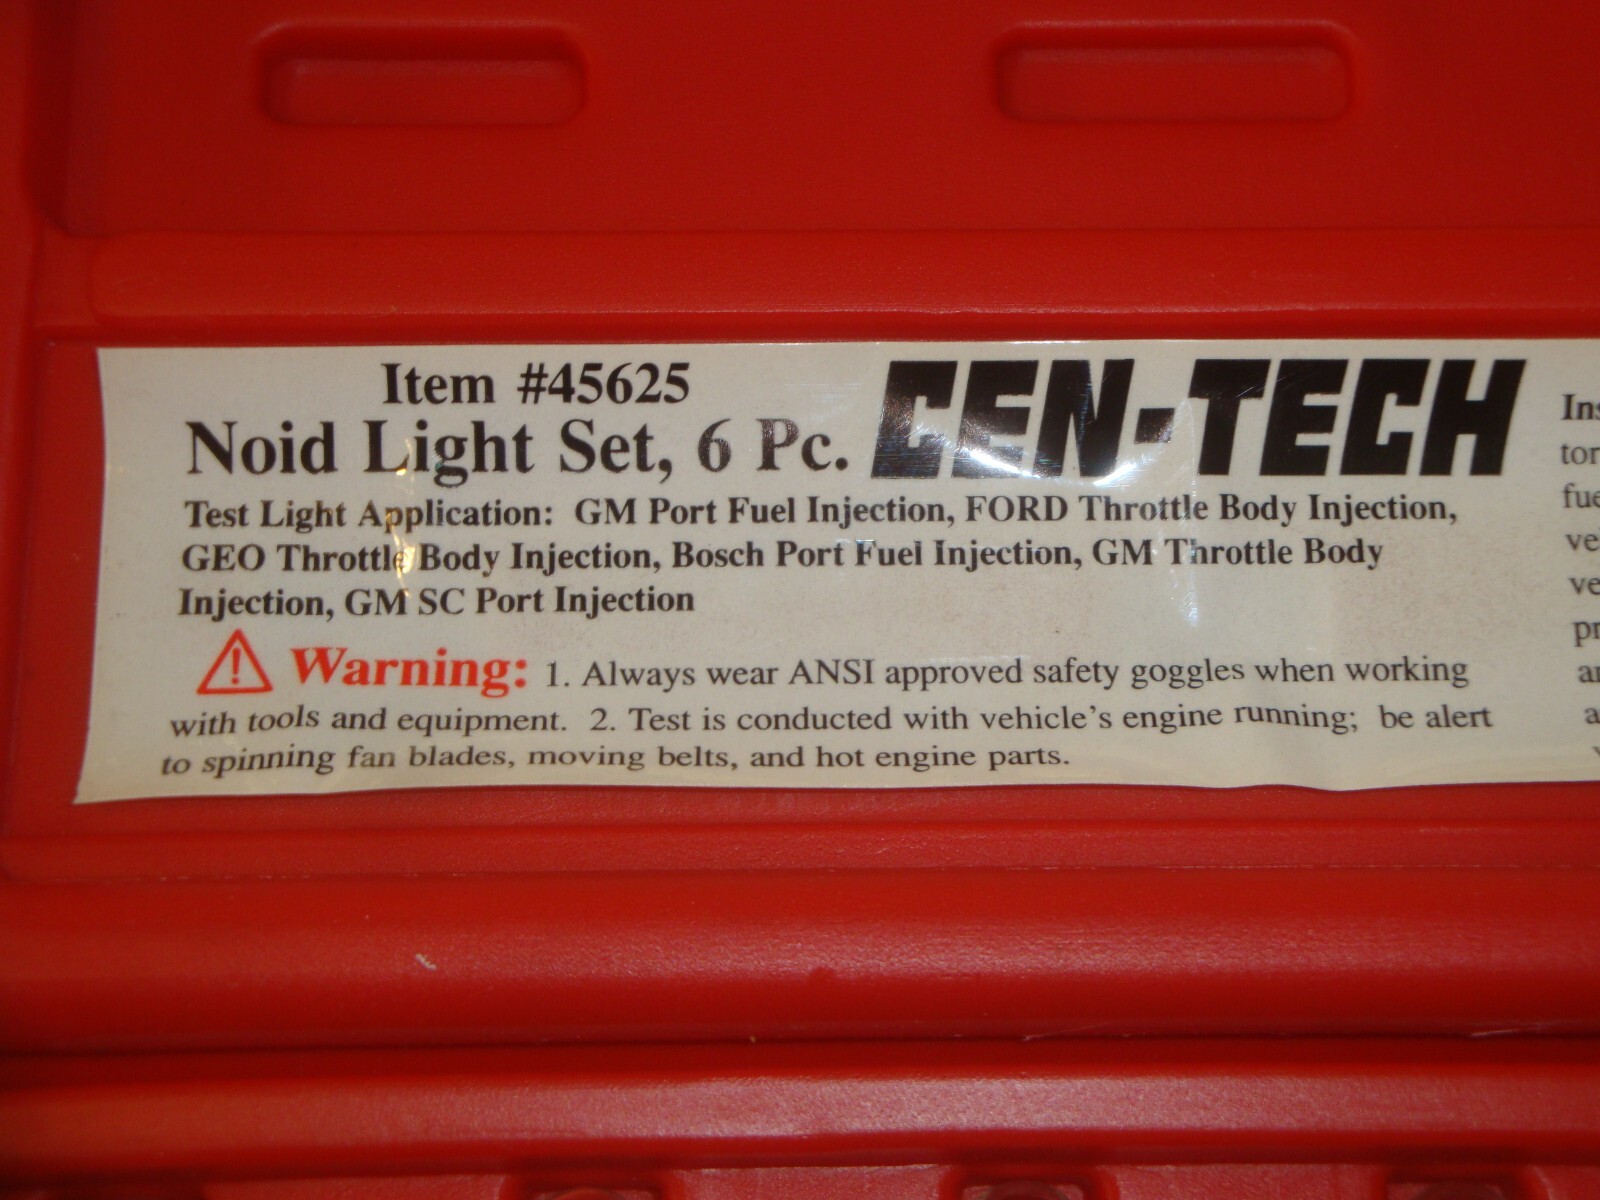 Item #45625
Noid Light Set, 6 Pc.
CEN-TECH
Test Light Application: GM Port Fuel Injection, FORD Throttle Body Injection,
GEO Throttle Body Injection, Bosch Port Fuel Injection, GM Throttle Body
Injection, GM SC Port Injection
Warning: 1. Always wear ANSI approved safety goggles when working
with tools and equipment. 2. Test is conducted with vehicle's engine running; be alert
to spinning fan blades, moving belts, and hot engine parts.